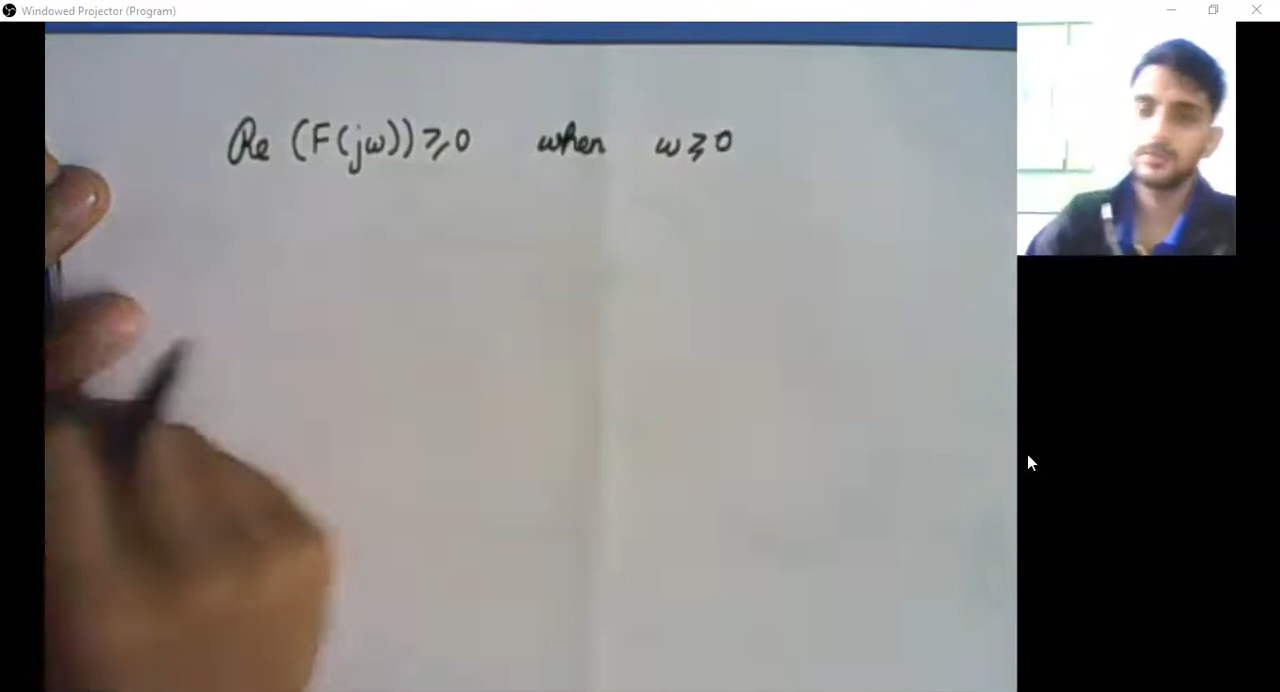 Windowed Projector (Program)
Re (F(jω)) ⩾ 0 when ω ⩾ 0